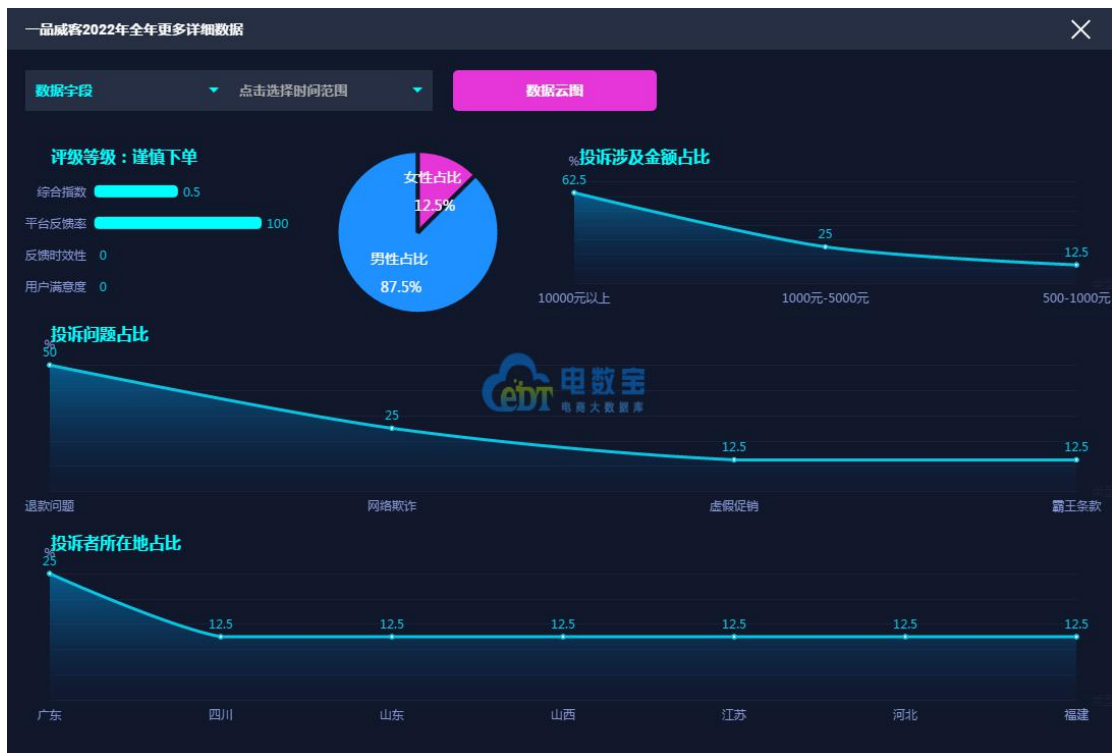 一品威客2022年全年更多详细数据
数据字段
点击选择时间范围
数据云图
评级等级：谨慎下单
综合指数 0.5
平台反馈率 100
反馈时效性 0
用户满意度 0
女性占比
12.5%
男性占比
87.5%
%投诉涉及金额占比
62.5
25
12.5
10000元以上
1000元-5000元
500-1000元
投诉问题占比
%
50
25
12.5
12.5
退款问题
网络欺诈
虚假促销
霸王条款
eDT 电数宝
电商大数据库
投诉者所在地占比
%
25
12.5
12.5
12.5
12.5
12.5
12.5
广东
四川
山东
山西
江苏
河北
福建